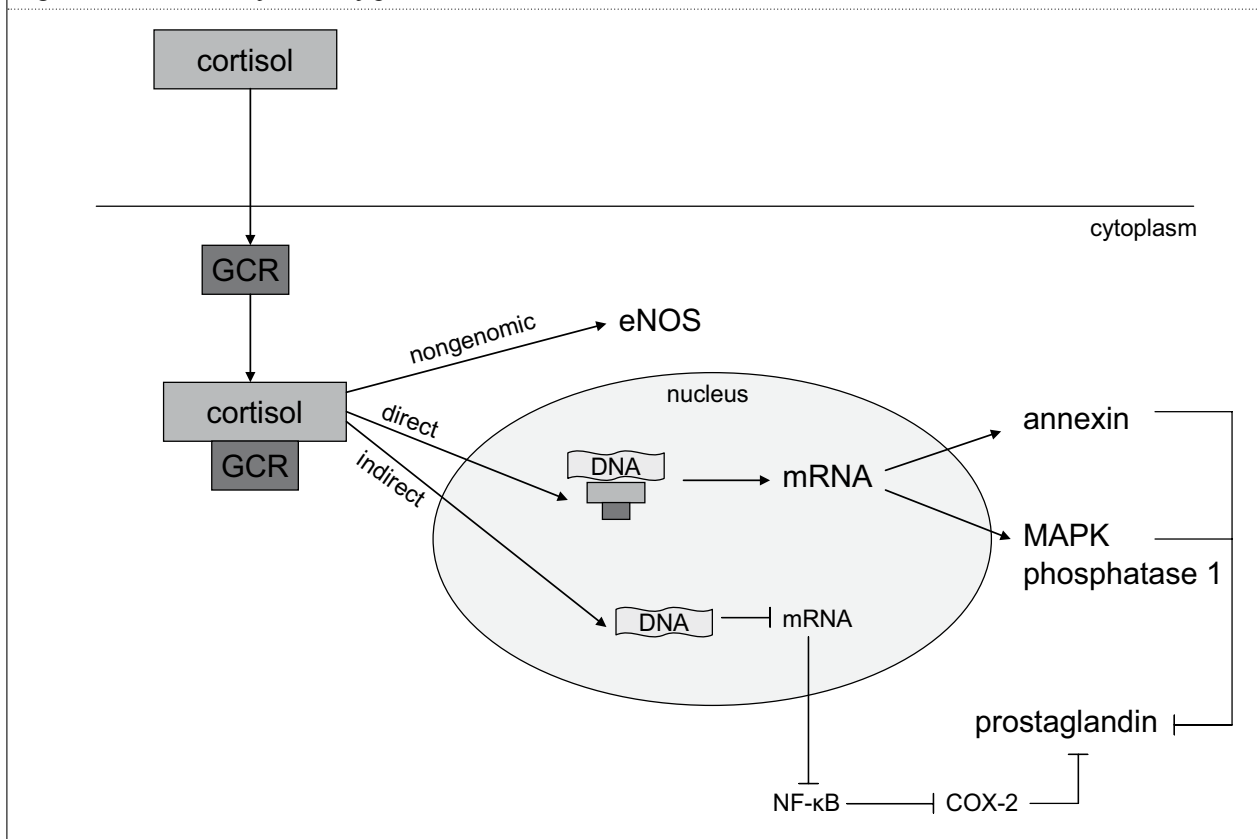 cortisol
cytoplasm
GCR
nongenomic
eNOS
nucleus
cortisol
direct
annexin
GCR
DNA
mRNA
indirect
MAPK
phosphatase 1
DNA
mRNA
prostaglandin
NF-κB
COX-2